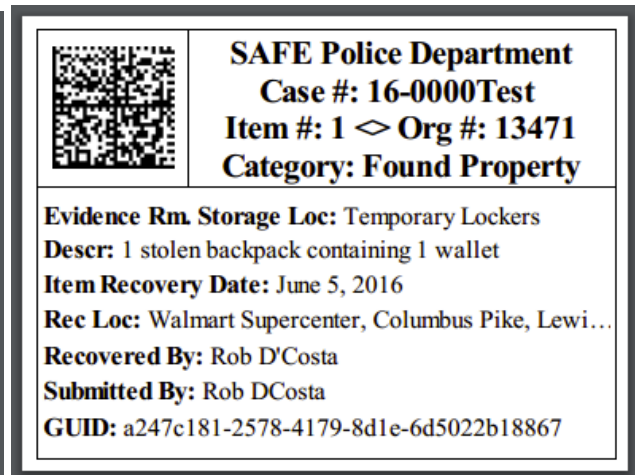 SAFE Police Department
Case #: 16-0000Test
Item #: 1 <> Org #: 13471
Category: Found Property
Evidence Rm. Storage Loc: Temporary Lockers
Descr: 1 stolen backpack containing 1 wallet
Item Recovery Date: June 5, 2016
Rec Loc: Walmart Supercenter, Columbus Pike, Lewi...
Recovered By: Rob D'Costa
Submitted By: Rob DCosta
GUID: a247c181-2578-4179-8d1e-6d5022b18867